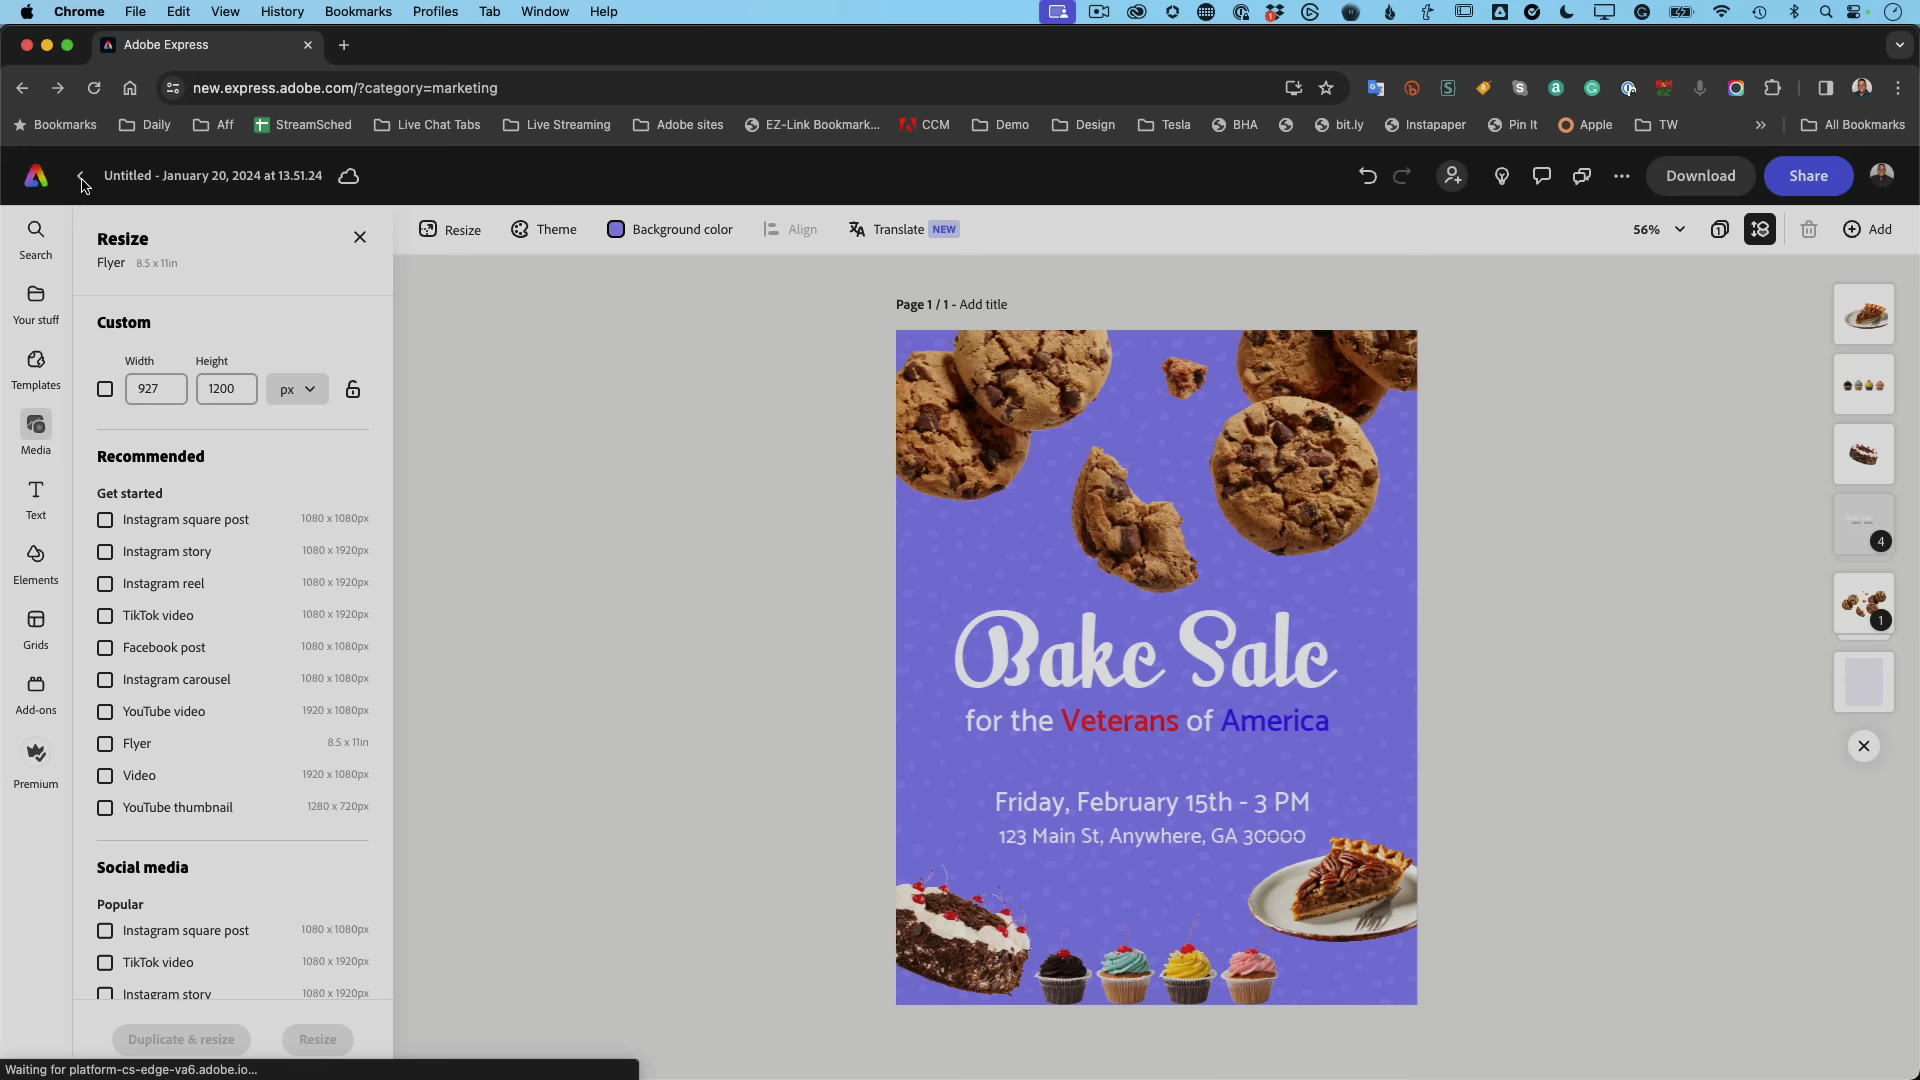 Chrome File Edit View History Bookmarks Profiles Tab Window Help
Adobe Express
new.express.adobe.com/?category=marketing
Bookmarks Daily Aff StreamSched Live Chat Tabs Live Streaming Adobe sites EZ-Link Bookmark... CCM Demo Design Tesla BHA bit.ly Instapaper Pin It Apple TW » All Bookmarks
Untitled - January 20, 2024 at 13.51.24
Download
Share
Search
Your stuff
Templates
Media
Text
Elements
Grids
Add-ons
Premium
Resize
Flyer 8.5 x 11in
Custom
Width Height
927 1200 px
Recommended
Get started
Instagram square post 1080 x 1080px
Instagram story 1080 x 1920px
Instagram reel 1080 x 1920px
TikTok video 1080 x 1920px
Facebook post 1080 x 1080px
Instagram carousel 1080 x 1080px
YouTube video 1920 x 1080px
Flyer 8.5 x 11in
Video 1920 x 1080px
YouTube thumbnail 1280 x 720px
Social media
Popular
Instagram square post 1080 x 1080px
TikTok video 1080 x 1920px
Instagram story 1080 x 1920px
Duplicate & resize Resize
Waiting for platform-cs-edge-va6.adobe.io...
Resize Theme Background color Align Translate NEW
56% 1 Add
Page 1 / 1 - Add title
Bake Sale
for the Veterans of America
Friday, February 15th - 3 PM
123 Main St, Anywhere, GA 30000
4
1